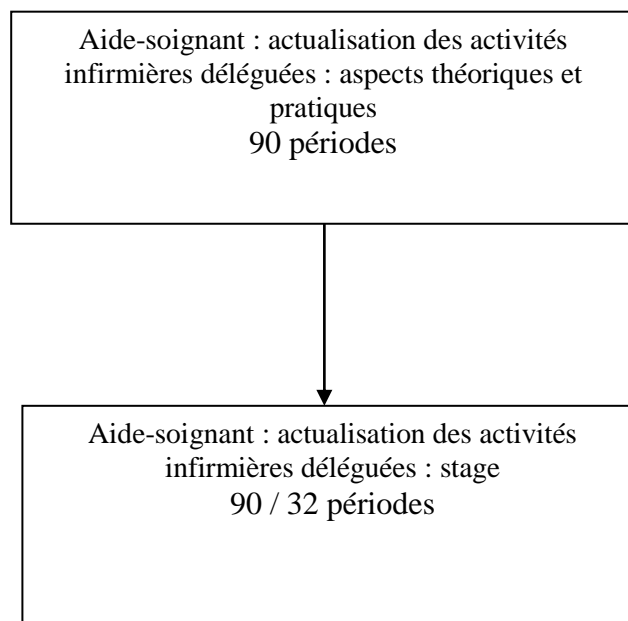 Aide-soignant : actualisation des activités
infirmières déléguées : aspects théoriques et
pratiques
90 périodes
Aide-soignant : actualisation des activités
infirmières déléguées : stage
90 / 32 périodes